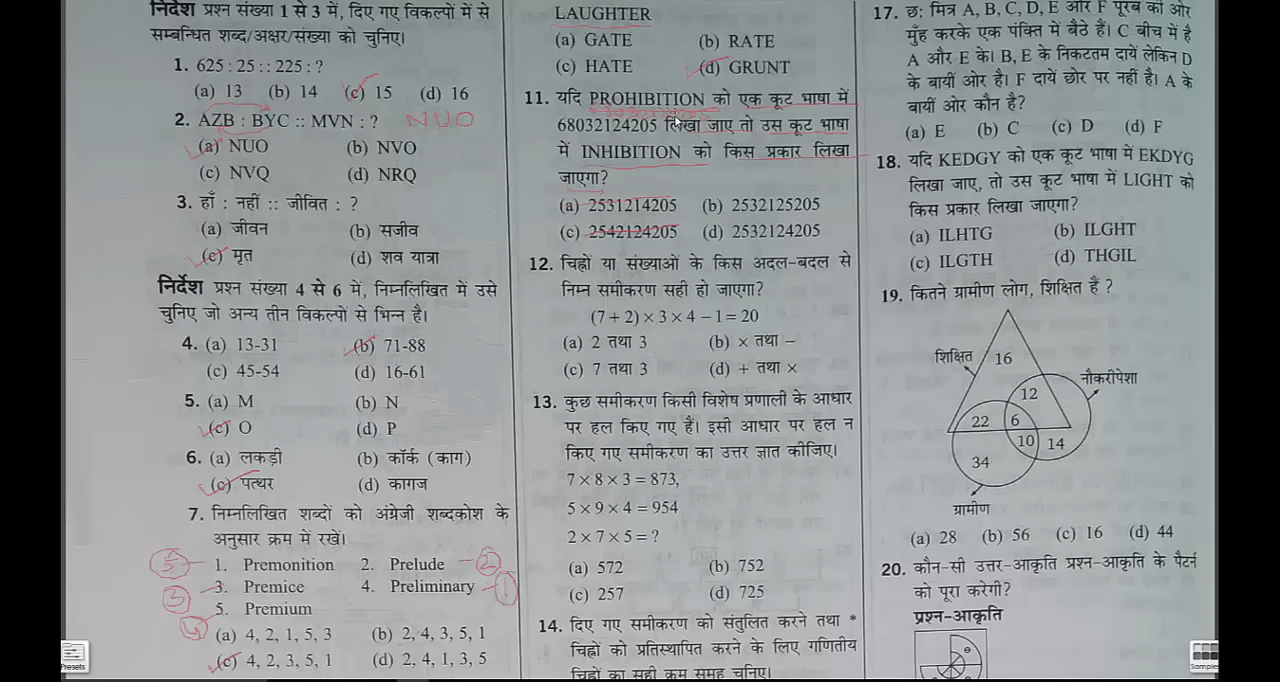 निर्देश प्रश्न संख्या 1 से 3 में, दिए गए विकल्पों में से
सम्बन्धित शब्द/अक्षर/संख्या को चुनिए।
1. 625 : 25 :: 225 : ?
(a) 13 (b) 14 (c) 15 (d) 16
2. AZB : BYC :: MVN : ? NUO
(a) NUO (b) NVO
(c) NVQ (d) NRQ
3. हाँ : नहीं :: जीवित : ?
(a) जीवन (b) सजीव
(c) मृत (d) शव यात्रा
निर्देश प्रश्न संख्या 4 से 6 में, निम्नलिखित में उसे
चुनिए जो अन्य तीन विकल्पों से भिन्न है।
4. (a) 13-31 (b) 71-88
(c) 45-54 (d) 16-61
5. (a) M (b) N
(c) O (d) P
6. (a) लकड़ी (b) कॉर्क (काग)
(c) पत्थर (d) कागज
7. निम्नलिखित शब्दों को अंग्रेजी शब्दकोश के
अनुसार क्रम में रखें।
5 1. Premonition 2. Prelude 2
3 3. Premice 4. Preliminary 1
5. Premium
4 (a) 4, 2, 1, 5, 3 (b) 2, 4, 3, 5, 1
(c) 4, 2, 3, 5, 1 (d) 2, 4, 1, 3, 5
LAUGHTER
(a) GATE (b) RATE
(c) HATE (d) GRUNT
11. यदि PROHIBITION को एक कूट भाषा में
68032124205 लिखा जाए तो उस कूट भाषा
में INHIBITION को किस प्रकार लिखा
जाएगा?
(a) 2531214205 (b) 2532125205
(c) 2542124205 (d) 2532124205
12. चिह्नों या संख्याओं के किस अदल-बदल से
निम्न समीकरण सही हो जाएगा?
(7 + 2) × 3 × 4 − 1 = 20
(a) 2 तथा 3 (b) × तथा −
(c) 7 तथा 3 (d) + तथा ×
13. कुछ समीकरण किसी विशेष प्रणाली के आधार
पर हल किए गए हैं। इसी आधार पर हल न
किए गए समीकरण का उत्तर ज्ञात कीजिए।
7 × 8 × 3 = 873,
5 × 9 × 4 = 954
2 × 7 × 5 = ?
(a) 572 (b) 752
(c) 257 (d) 725
14. दिए गए समीकरण को संतुलित करने तथा *
चिह्नों को प्रतिस्थापित करने के लिए गणितीय
चिह्नों का सही क्रम समूह चुनिए।
17. छः मित्र A, B, C, D, E और F पूरब की ओर
मुँह करके एक पंक्ति में बैठे हैं। C बीच में है
A और E के। B, E के निकटतम दायें लेकिन D
के बायीं ओर है। F दायें छोर पर नहीं है। A के
बायीं ओर कौन है?
(a) E (b) C (c) D (d) F
18. यदि KEDGY को एक कूट भाषा में EKDYG
लिखा जाए, तो उस कूट भाषा में LIGHT को
किस प्रकार लिखा जाएगा?
(a) ILHTG (b) ILGHT
(c) ILGTH (d) THGIL
19. कितने ग्रामीण लोग, शिक्षित हैं ?
शिक्षित 16
नौकरीपेशा
12
22 6
10 14
34
ग्रामीण
(a) 28 (b) 56 (c) 16 (d) 44
20. कौन-सी उत्तर-आकृति प्रश्न-आकृति के पैटर्न
को पूरा करेगी?
प्रश्न-आकृति
Presets
Samples